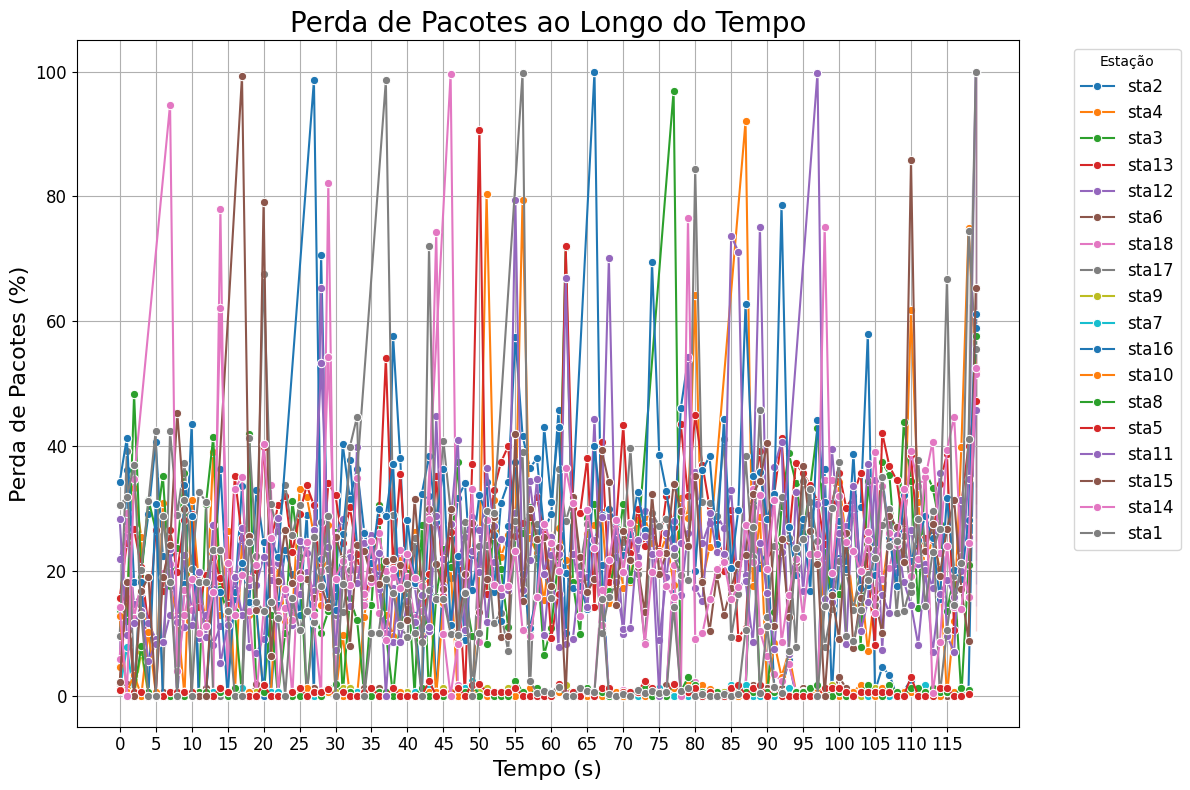 Perda de Pacotes ao Longo do Tempo
Perda de Pacotes (%)
100
80
60
40
20
0
0 5 10 15 20 25 30 35 40 45 50 55 60 65 70 75 80 85 90 95 100 105 110 115
Tempo (s)
Estação
sta2
sta4
sta3
sta13
sta12
sta6
sta18
sta17
sta9
sta7
sta16
sta10
sta8
sta5
sta11
sta15
sta14
sta1